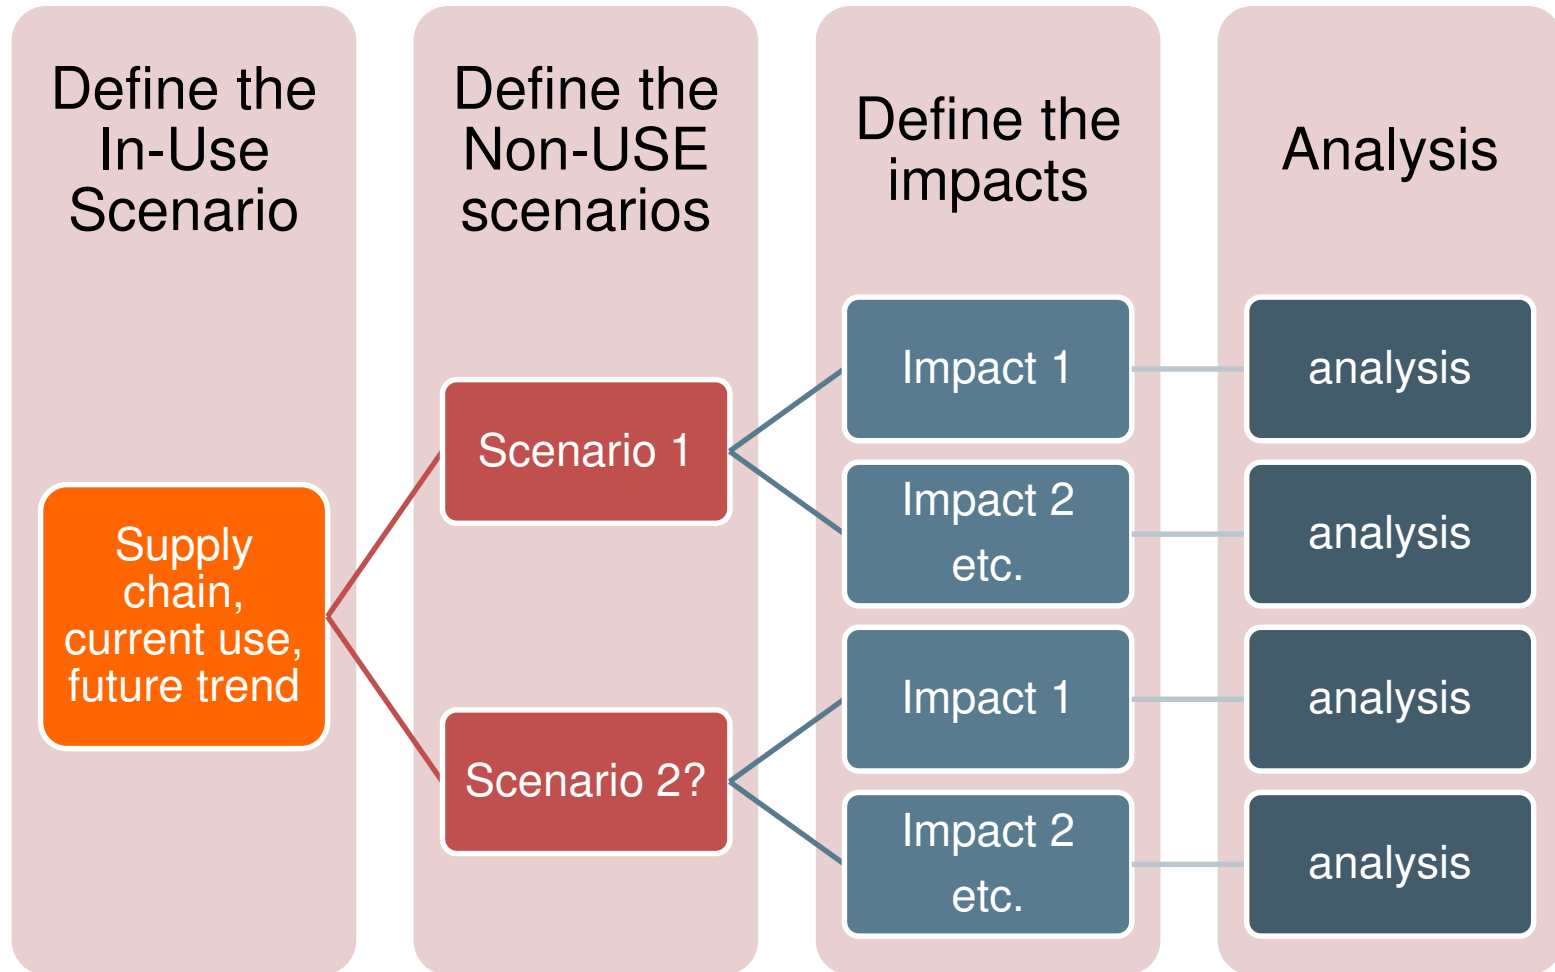 Define the
In-Use
Scenario
Define the
Non-USE
scenarios
Define the
impacts
Analysis
Supply
chain,
current use,
future trend
Scenario 1
Scenario 2?
Impact 1
Impact 2
etc.
Impact 1
Impact 2
etc.
analysis
analysis
analysis
analysis